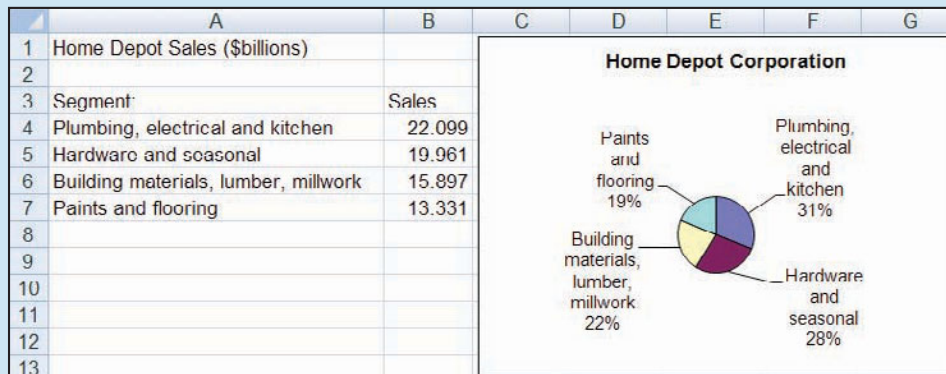 A B C D E F G
1 Home Depot Sales ($billions)
2
3 Segment: Sales
4 Plumbing, electrical and kitchen 22.099
5 Hardware and seasonal 19.961
6 Building materials, lumber, millwork 15.897
7 Paints and flooring 13.331
8
9
10
11
12
13
Home Depot Corporation
Paints
and
flooring
19%
Plumbing,
electrical
and
kitchen
31%
Building
materials,
lumber,
millwork
22%
Hardware
and
seasonal
28%